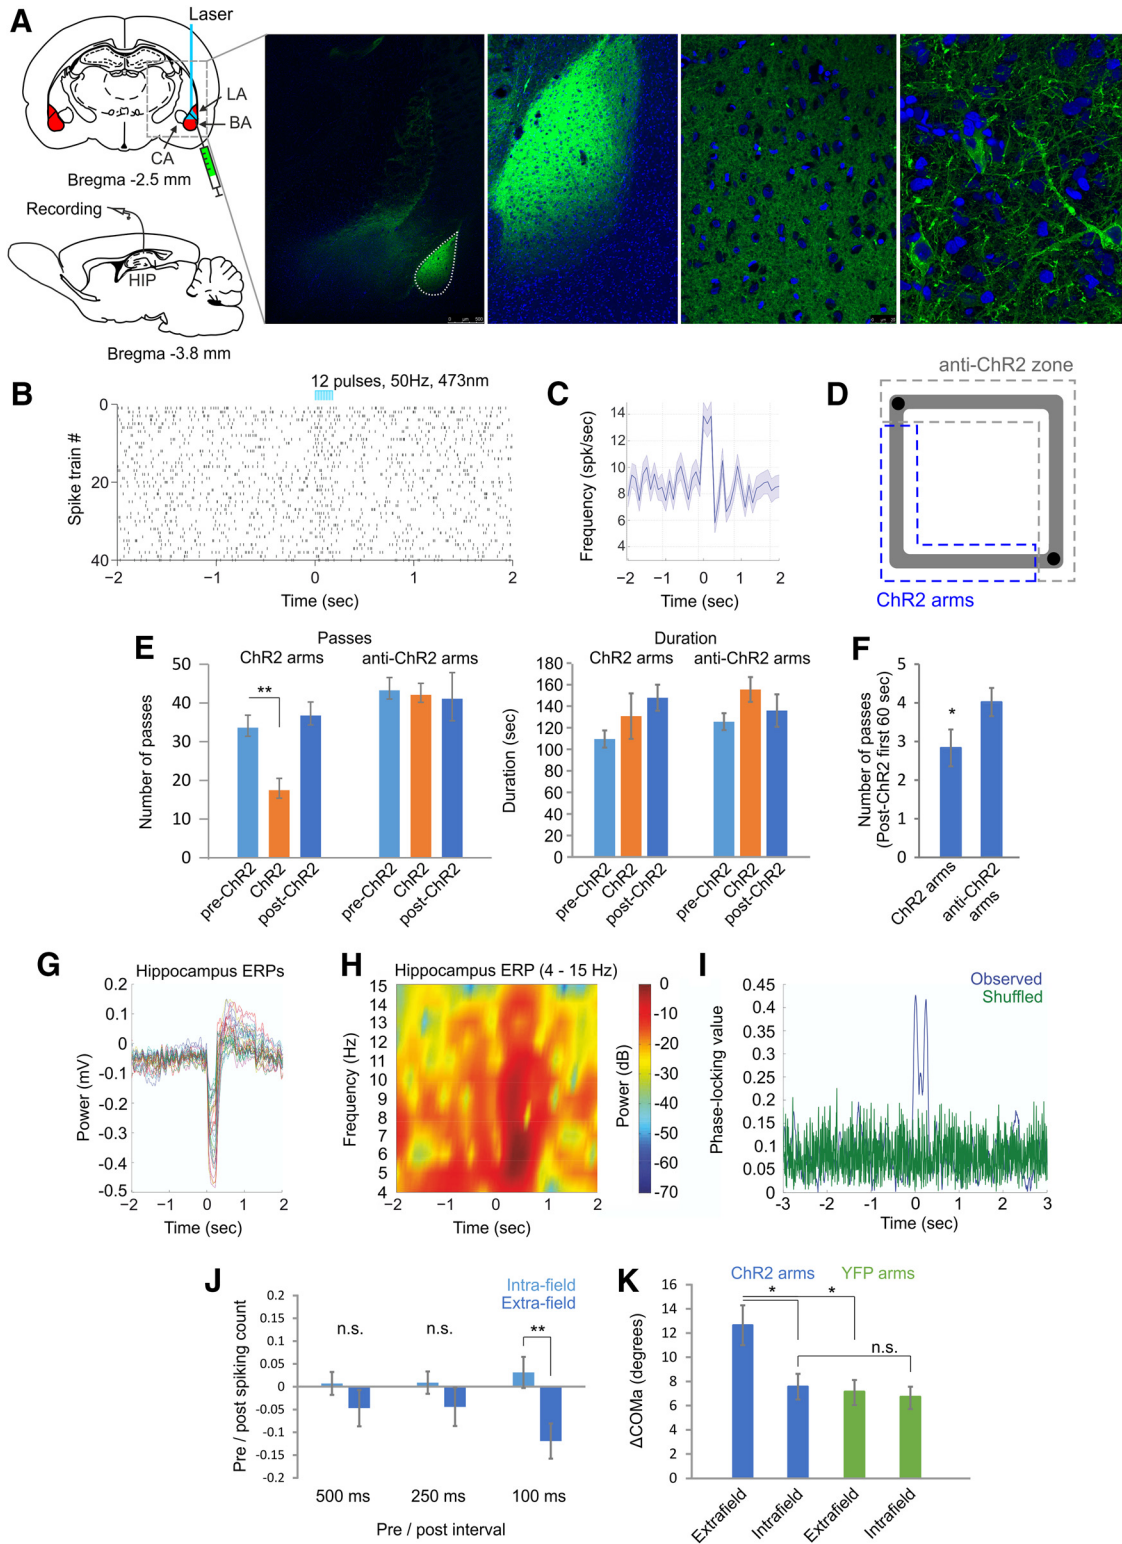 A
Laser
LA
BA
CA
Bregma -2.5 mm
Recording
HIP
Bregma -3.8 mm
B
12 pulses, 50Hz, 473nm
Spike train #
0
20
40
−2 −1 0 1 2
Time (sec)
C
Frequency (spk/sec)
14
12
10
8
6
4
−2 −1 0 1 2
Time (sec)
D
anti-ChR2 zone
ChR2 arms
E
Passes
ChR2 arms anti-ChR2 arms
Number of passes
50
40
30
20
10
0
pre-ChR2 ChR2 post-ChR2 pre-ChR2 ChR2 post-ChR2
**
Duration
ChR2 arms anti-ChR2 arms
Duration (sec)
180
160
140
120
100
80
60
40
20
0
pre-ChR2 ChR2 post-ChR2 pre-ChR2 ChR2 post-ChR2
F
Number of passes
(Post-ChR2 first 60 sec)
5
4
3
2
1
0
*
ChR2 arms
anti-ChR2
arms
G
Hippocampus ERPs
Power (mV)
0.2
0.1
0
-0.1
-0.2
-0.3
-0.4
-0.5
−2 −1 0 1 2
Time (sec)
H
Hippocampus ERP (4 - 15 Hz)
Frequency (Hz)
15
14
13
12
11
10
9
8
7
6
5
4
−2 −1 0 1 2
Time (sec)
Power (dB)
0
-10
-20
-30
-40
-50
-60
-70
I
Observed
Shuffled
Phase-locking value
0.45
0.4
0.35
0.3
0.25
0.2
0.15
0.1
0.05
0
-3 -2 -1 0 1 2 3
Time (sec)
J
Intra-field
Extra-field
Pre / post spiking count
0.2
0.15
0.1
0.05
0
-0.05
-0.1
-0.15
-0.2
n.s. n.s. **
500 ms 250 ms 100 ms
Pre / post interval
K
ChR2 arms YFP arms
ΔCOMa (degrees)
16
14
12
10
8
6
4
2
0
* *
n.s.
Extrafield Intrafield Extrafield Intrafield